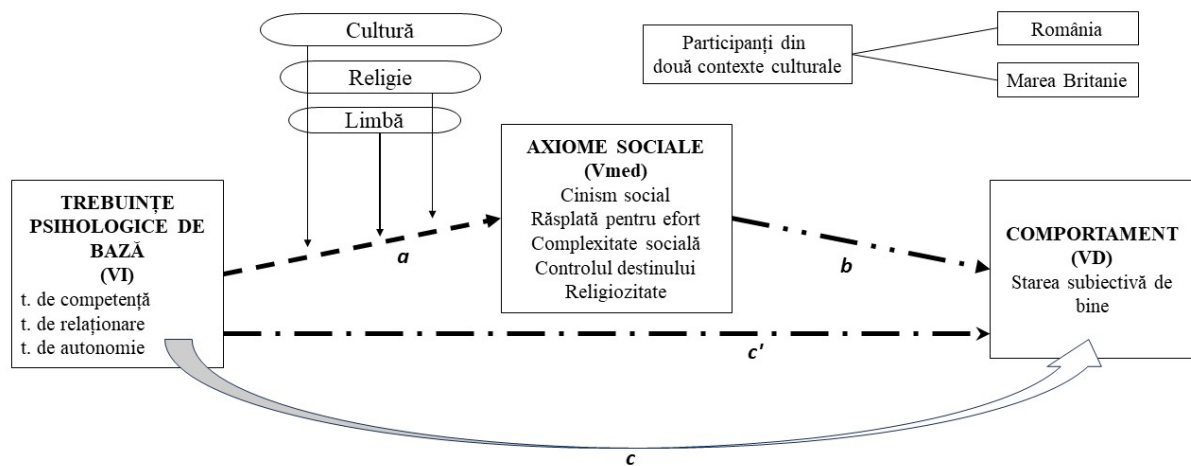 Cultură
Religie
Limbă
Participanți din
două contexte culturale
România
Marea Britanie
TREBUINȚE
PSIHOLOGICE DE
BAZĂ
(VI)
t. de competență
t. de relaționare
t. de autonomie
a
AXIOME SOCIALE
(Vmed)
Cinism social
Răsplată pentru efort
Complexitate socială
Controlul destinului
Religiozitate
b
COMPORTAMENT
(VD)
Starea subiectivă de
bine
c'
c